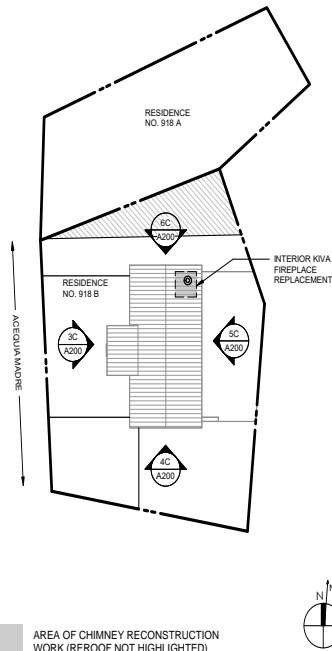 RESIDENCE
NO. 918 A
6C
A200
INTERIOR KIVA
FIREPLACE
REPLACEMENT
RESIDENCE
NO. 918 B
ACEQUIA MADRE
3C
A200
5C
A200
4C
A200
N
N
AREA OF CHIMNEY RECONSTRUCTION
WORK (REROOF NOT HIGHLIGHTED)